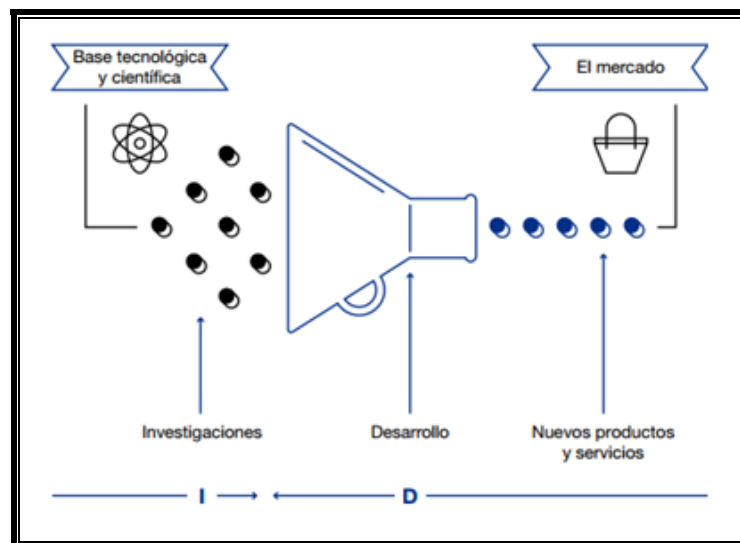 Base tecnológica
y científica
El mercado
Investigaciones
Desarrollo
Nuevos productos
y servicios
I
D